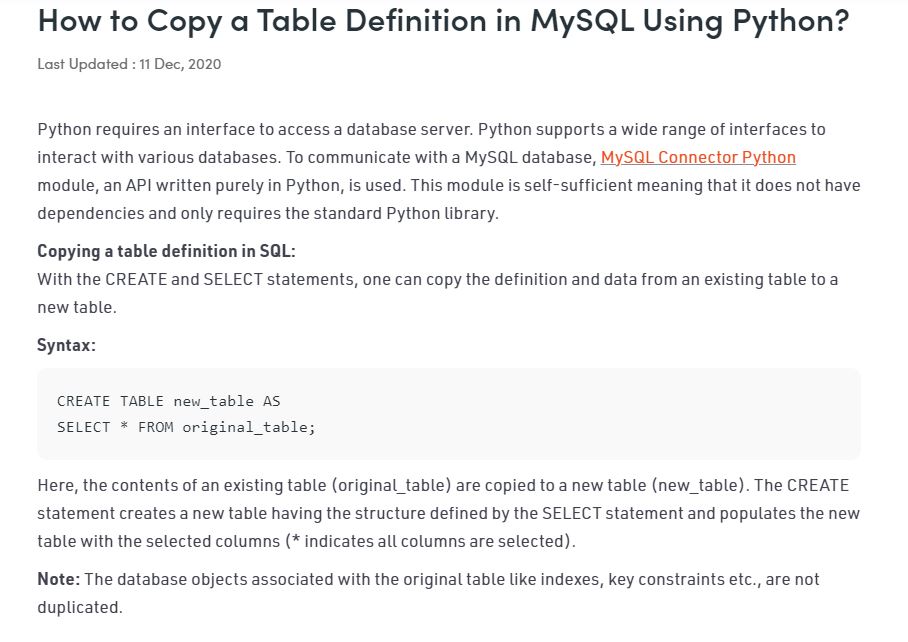 How to Copy a Table Definition in MySQL Using Python?
Last Updated : 11 Dec, 2020
Python requires an interface to access a database server. Python supports a wide range of interfaces to
interact with various databases. To communicate with a MySQL database, MySQL Connector Python
module, an API written purely in Python, is used. This module is self-sufficient meaning that it does not have
dependencies and only requires the standard Python library.
Copying a table definition in SQL:
With the CREATE and SELECT statements, one can copy the definition and data from an existing table to a
new table.
Syntax:
CREATE TABLE new_table AS
SELECT * FROM original_table;
Here, the contents of an existing table (original_table) are copied to a new table (new_table). The CREATE
statement creates a new table having the structure defined by the SELECT statement and populates the new
table with the selected columns (* indicates all columns are selected).
Note: The database objects associated with the original table like indexes, key constraints etc., are not
duplicated.